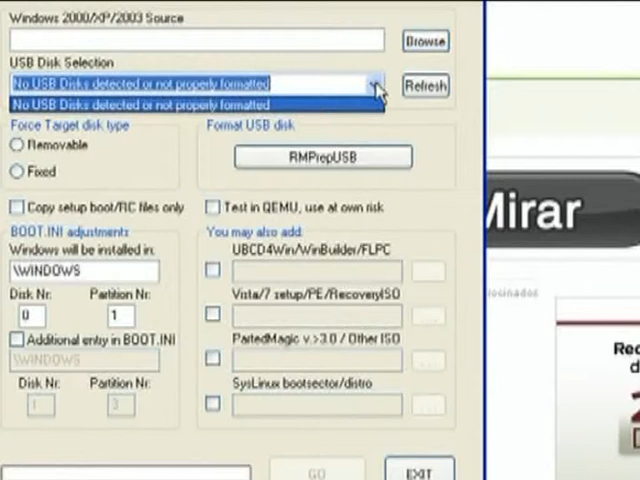 Windows 2000/XP/2003 Source
Browse
USB Disk Selection
No USB Disks detected or not properly formatted
Refresh
No USB Disks detected or not properly formatted
Force Target disk type
Format USB disk
Removable
RMPrepUSB
Fixed
Copy setup boot/RC files only
Test in QEMU, use at own risk
BOOT.INI adjustments
You may also add:
Windows will be installed in:
UBCD4Win/WinBuilder/FLPC
\WINDOWS
Disk Nr.
Partition Nr.
Vista/7 setup/PE/RecoveryISO
0
1
Additional entry in BOOT.INI
PartedMagic v.>3.0 / Other ISO
\WINDOWS
Disk Nr.
Partition Nr.
SysLinux bootsector/distro
1
3
GO
EXIT
Mirar
ocinados
Rec
d
2